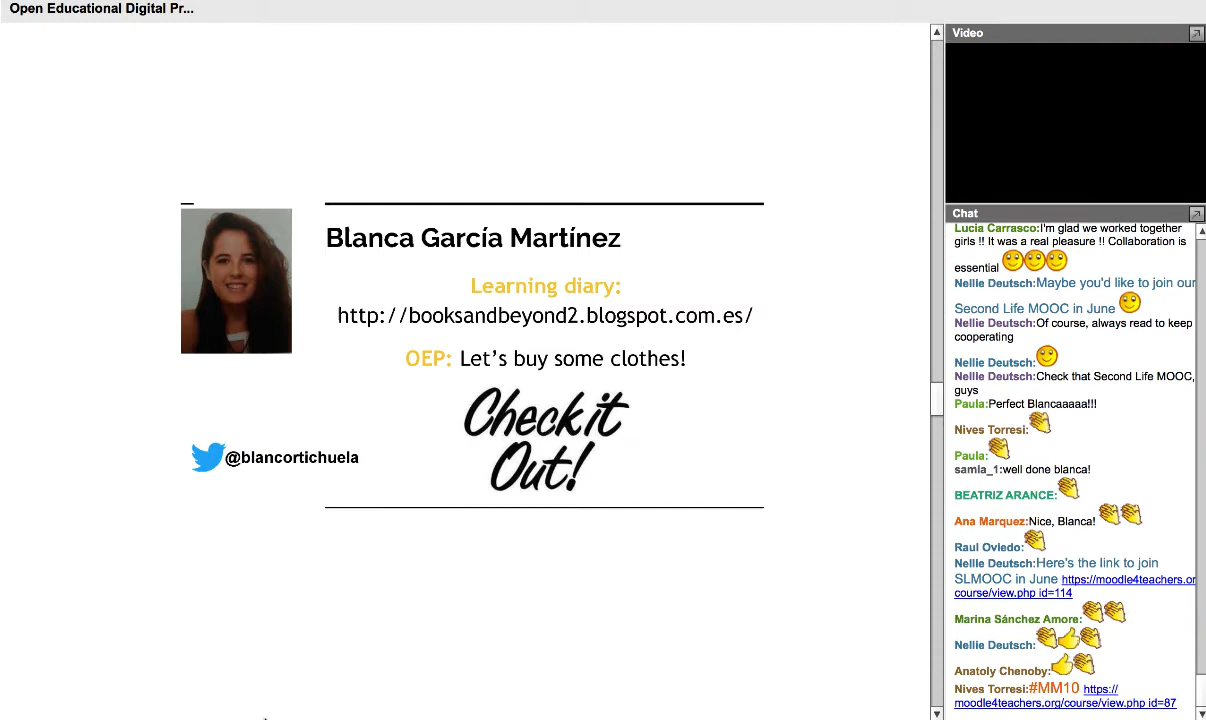 Open Educational Digital Pr...
Blanca García Martínez
Learning diary:
http://booksandbeyond2.blogspot.com.es/
OEP: Let's buy some clothes!
Check it
Out!
@blancortichuela
Video
Chat
Lucia Carrasco:I'm glad we worked together
girls !! It was a real pleasure !! Collaboration is
essential
Nellie Deutsch:Maybe you'd like to join our
Second Life MOOC in June
Nellie Deutsch:Of course, always read to keep
cooperating
Nellie Deutsch:
Nellie Deutsch:Check that Second Life MOOC,
guys
Paula:Perfect Blancaaaaa!!!
Nives Torresi:
Paula:
samia_1:well done blanca!
BEATRIZ ARANCE:
Ana Marquez:Nice, Blanca!
Raul Oviedo:
Nellie Deutsch:Here's the link to join
SLMOOC in June https://moodle4teachers.or
course/view.php id=114
Marina Sánchez Amore:
Nellie Deutsch:
Anatoly Chenoby:
Nives Torresi:#MM10 https://
moodle4teachers.org/course/view.php id=87